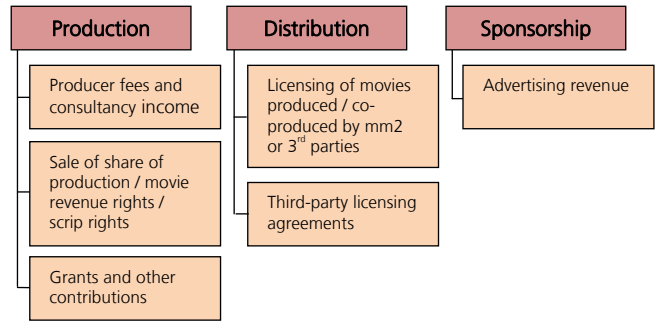 Production
Producer fees and
consultancy income
Sale of share of
production / movie
revenue rights /
scrip rights
Grants and other
contributions
Distribution
Licensing of movies
produced / co-
produced by mm2
or 3rd parties
Third-party licensing
agreements
Sponsorship
Advertising revenue